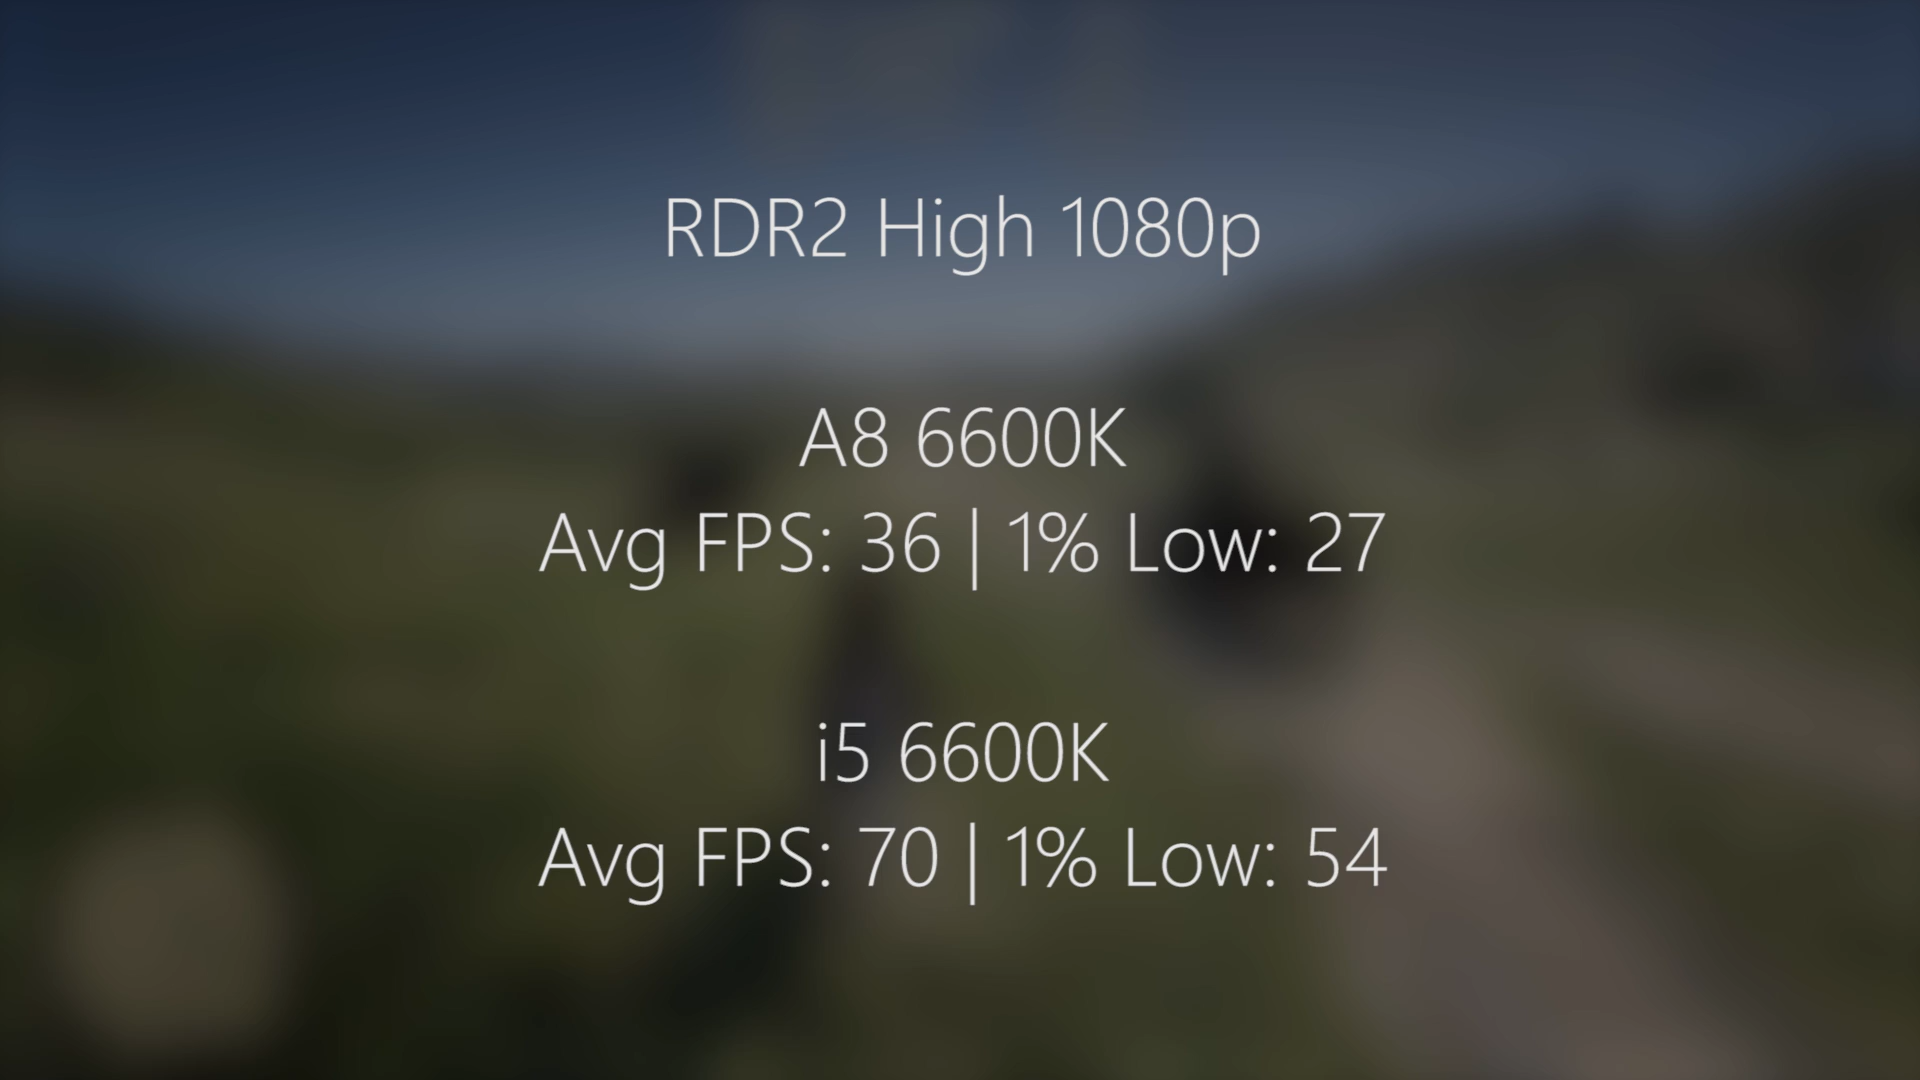 RDR2 High 1080p
A8 6600K
Avg FPS: 36 | 1% Low: 27
i5 6600K
Avg FPS: 70 | 1% Low: 54